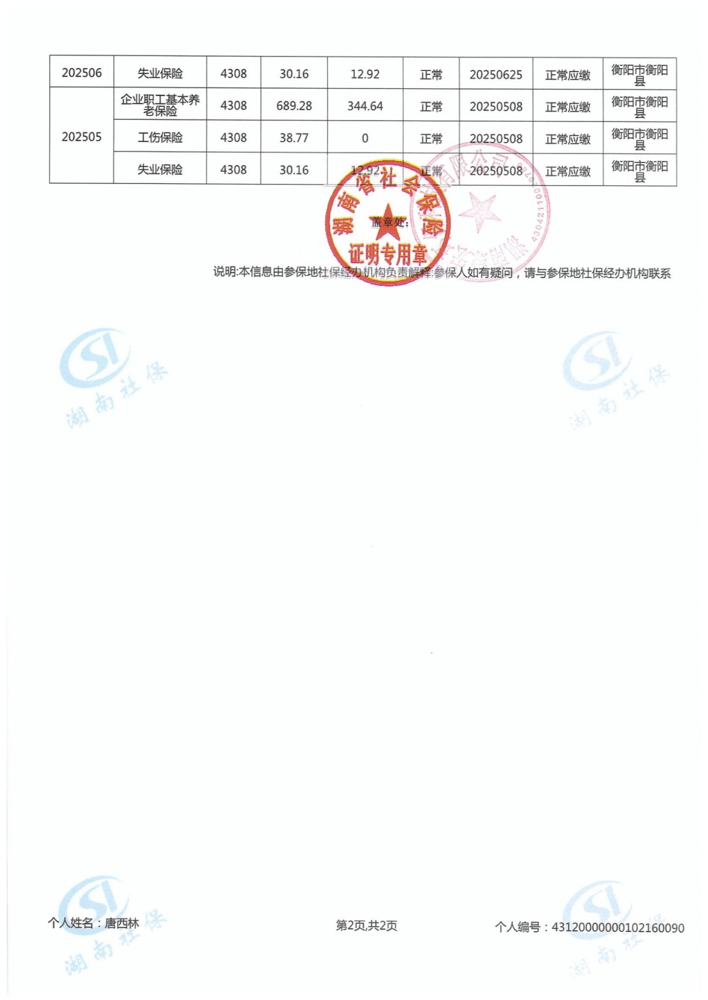 202506 失业保险 4308 30.16 12.92 正常 20250625 正常应缴 衡阳市衡阳县
202505 企业职工基本养老保险 4308 689.28 344.64 正常 20250508 正常应缴 衡阳市衡阳县
工伤保险 4308 38.77 0 正常 20250508 正常应缴 衡阳市衡阳县
失业保险 4308 30.16 12.92 正常 20250508 正常应缴 衡阳市衡阳县
湖南省社会保险
盖章处:
证明专用章
有限公司
说明:本信息由参保地社保经办机构负责解释;参保人如有疑问，请与参保地社保经办机构联系
SI
湖南社保
SI
湖南社保
SI
湖南社保
SI
湖南社保
个人姓名：唐西林
第2页,共2页
个人编号：43120000000102160090